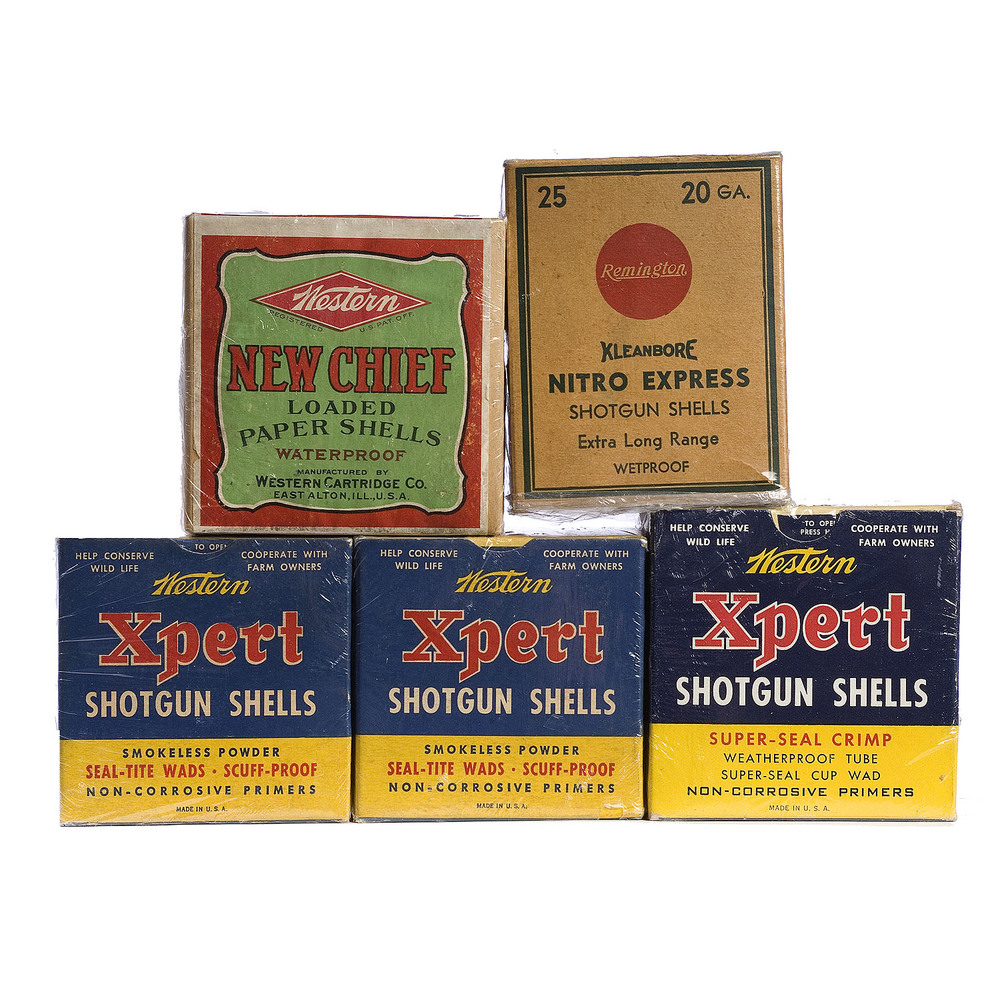 Western
REGISTERED U.S. PAT. OFF.
NEW CHIEF
LOADED
PAPER SHELLS
WATERPROOF
MANUFACTURED BY
WESTERN CARTRIDGE CO.
EAST ALTON, ILL., U.S.A.
25 20 GA.
Remington
KLEANBORE
NITRO EXPRESS
SHOTGUN SHELLS
Extra Long Range
WETPROOF
HELP CONSERVE
WILD LIFE
TO OPEN
COOPERATE WITH
FARM OWNERS
Western
Xpert
SHOTGUN SHELLS
SMOKELESS POWDER
SEAL-TITE WADS · SCUFF-PROOF
NON-CORROSIVE PRIMERS
MADE IN U.S.A.
HELP CONSERVE
WILD LIFE
COOPERATE WITH
FARM OWNERS
Western
Xpert
SHOTGUN SHELLS
SMOKELESS POWDER
SEAL-TITE WADS · SCUFF-PROOF
NON-CORROSIVE PRIMERS
MADE IN U.S.A.
HELP CONSERVE
WILD LIFE
TO OPEN
PRESS
COOPERATE WITH
FARM OWNERS
Western
Xpert
SHOTGUN SHELLS
SUPER-SEAL CRIMP
WEATHERPROOF TUBE
SUPER-SEAL CUP WAD
NON-CORROSIVE PRIMERS
MADE IN U.S.A.